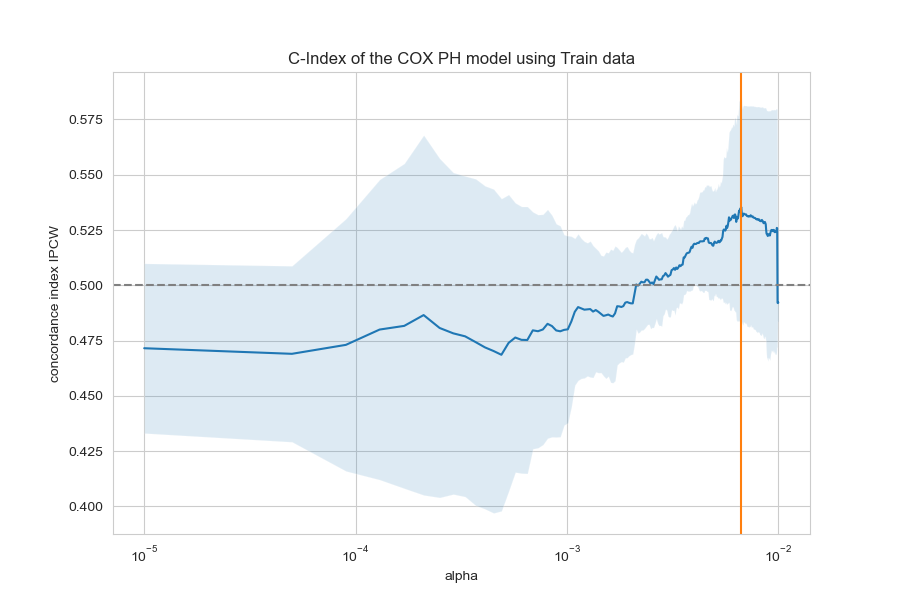 C-Index of the COX PH model using Train data
concordance index IPCW
0.575
0.550
0.525
0.500
0.475
0.450
0.425
0.400
10⁻⁵ 10⁻⁴ 10⁻³ 10⁻²
alpha